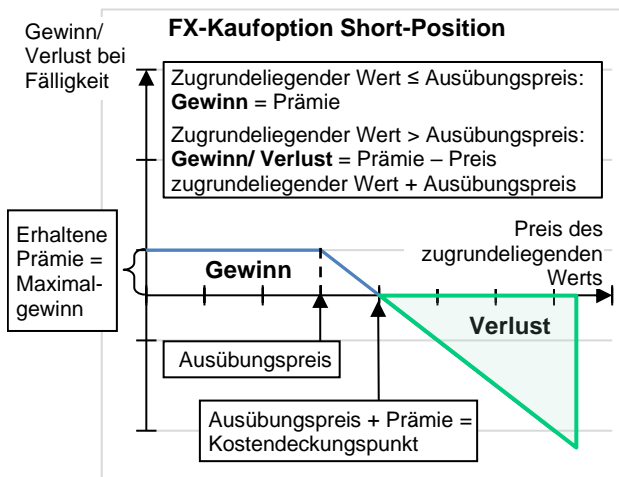 FX-Kaufoption Short-Position
Gewinn/
Verlust bei
Fälligkeit
Zugrundeliegender Wert ≤ Ausübungspreis:
Gewinn = Prämie
Zugrundeliegender Wert > Ausübungspreis:
Gewinn/ Verlust = Prämie – Preis
zugrundeliegender Wert + Ausübungspreis
Erhaltene
Prämie =
Maximal-
gewinn
Gewinn
Preis des
zugrundeliegenden
Werts
Verlust
Ausübungspreis
Ausübungspreis + Prämie =
Kostendeckungspunkt